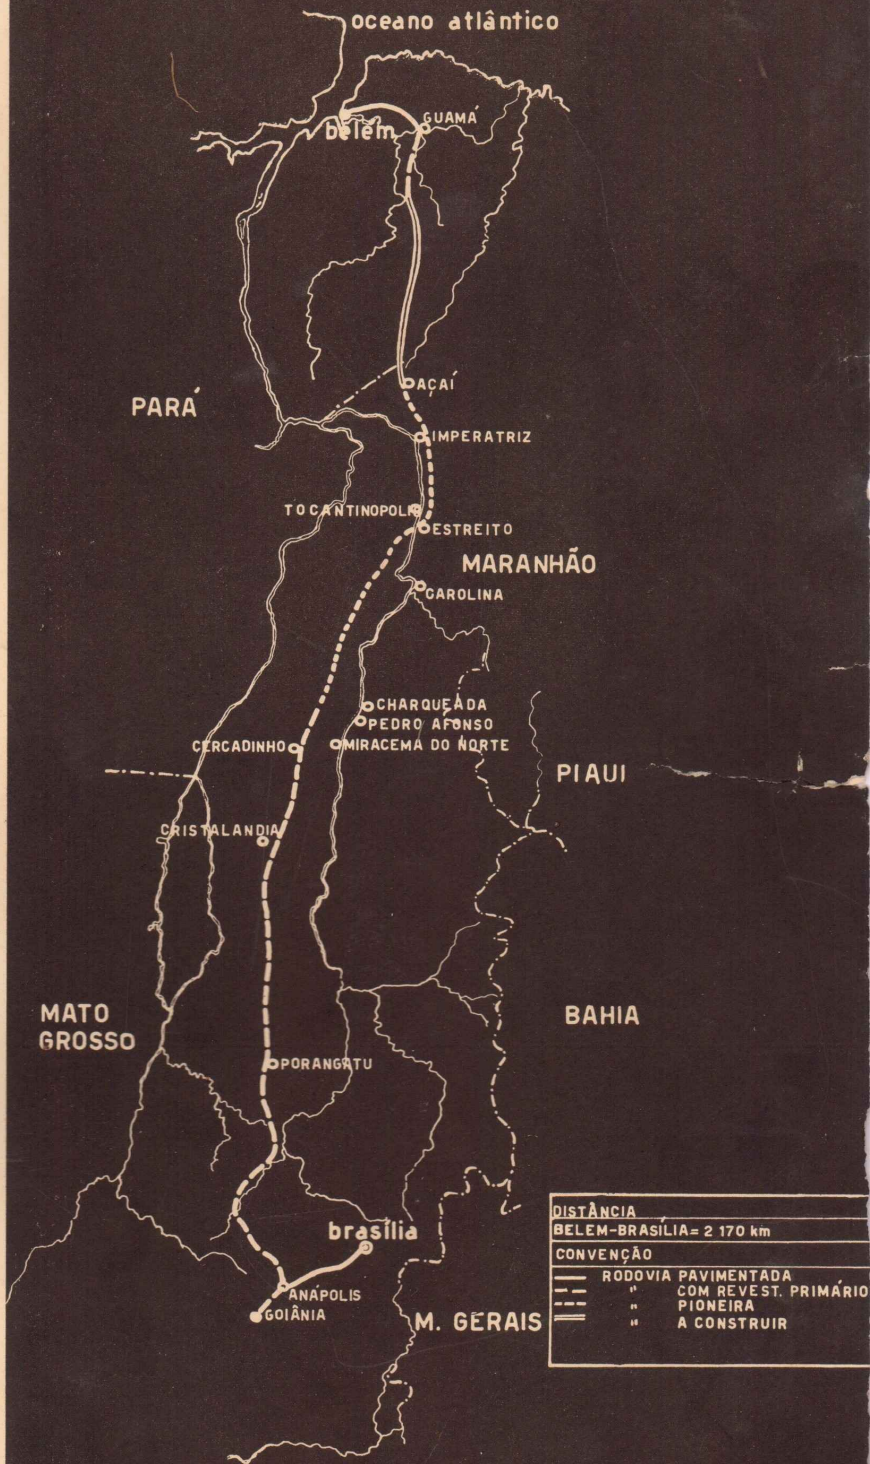 oceano atlântico
GUAMÁ
belém
AÇAÍ
PARÁ
IMPERATRIZ
TOCANTINOPOLIS
ESTREITO
MARANHÃO
CAROLINA
CHARQUEADA
PEDRO AFONSO
CERCADINHO
MIRACEMA DO NORTE
PIAUI
CRISTALANDIA
MATO
GROSSO
BAHIA
PORANGATU
brasília
ANÁPOLIS
GOIÂNIA
M. GERAIS
DISTÂNCIA
BELEM-BRASÍLIA= 2 170 km
CONVENÇÃO
RODOVIA PAVIMENTADA
" COM REVEST. PRIMÁRIO
" PIONEIRA
" A CONSTRUIR